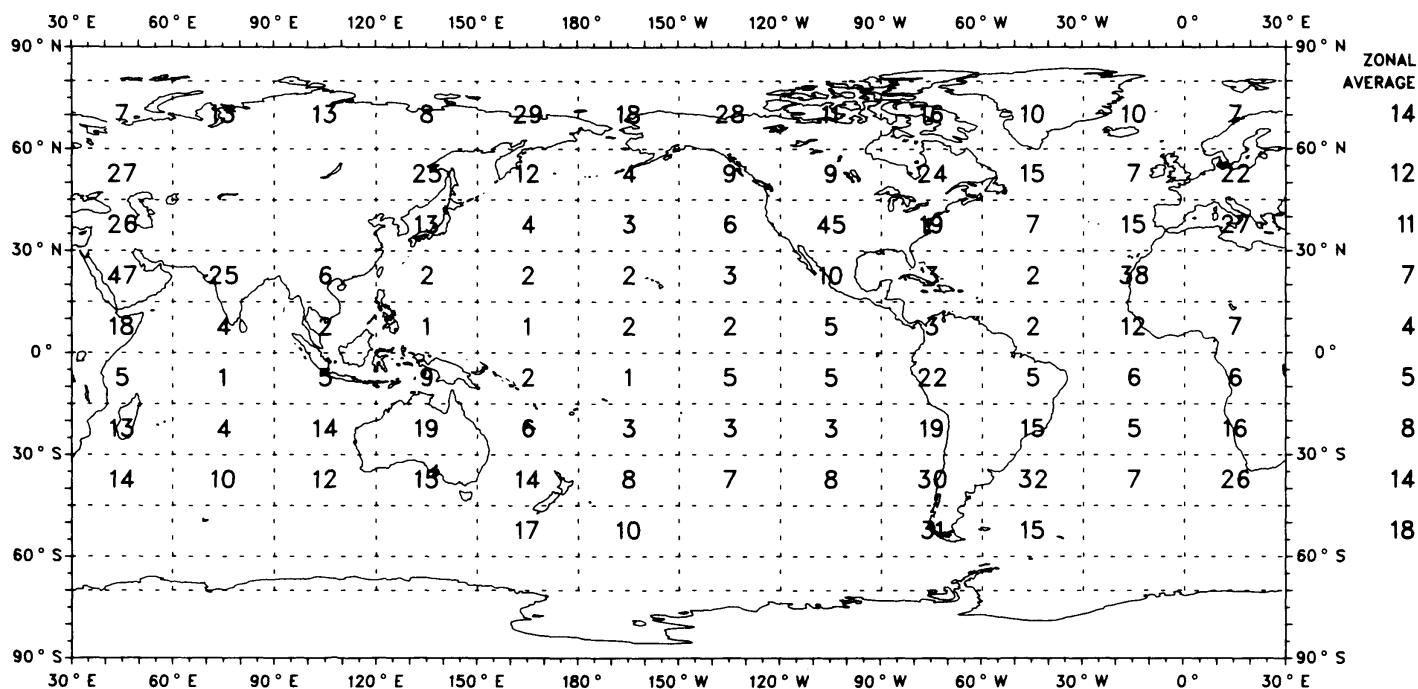 30° E 60° E 90° E 120° E 150° E 180° 150° W 120° W 90° W 60° W 30° W 0° 30° E
90° N 90° N
ZONAL
AVERAGE
7 13 13 8 29 18 28 11 16 10 10 7 14
60° N 60° N
27 25 12 4 9 9 24 15 7 22 12
26 13 4 3 6 45 19 7 15 27 11
30° N 30° N
47 25 6 2 2 2 3 10 3 2 38 7
18 4 2 1 1 2 2 5 3 2 12 7 4
0° 0°
5 1 5 9 2 1 5 5 22 5 6 6 5
13 4 14 19 6 3 3 3 19 15 5 16 8
30° S 30° S
14 10 12 15 14 8 7 8 30 32 7 26 14
17 10 31 15 18
60° S 60° S
90° S 90° S
30° E 60° E 90° E 120° E 150° E 180° 150° W 120° W 90° W 60° W 30° W 0° 30° E